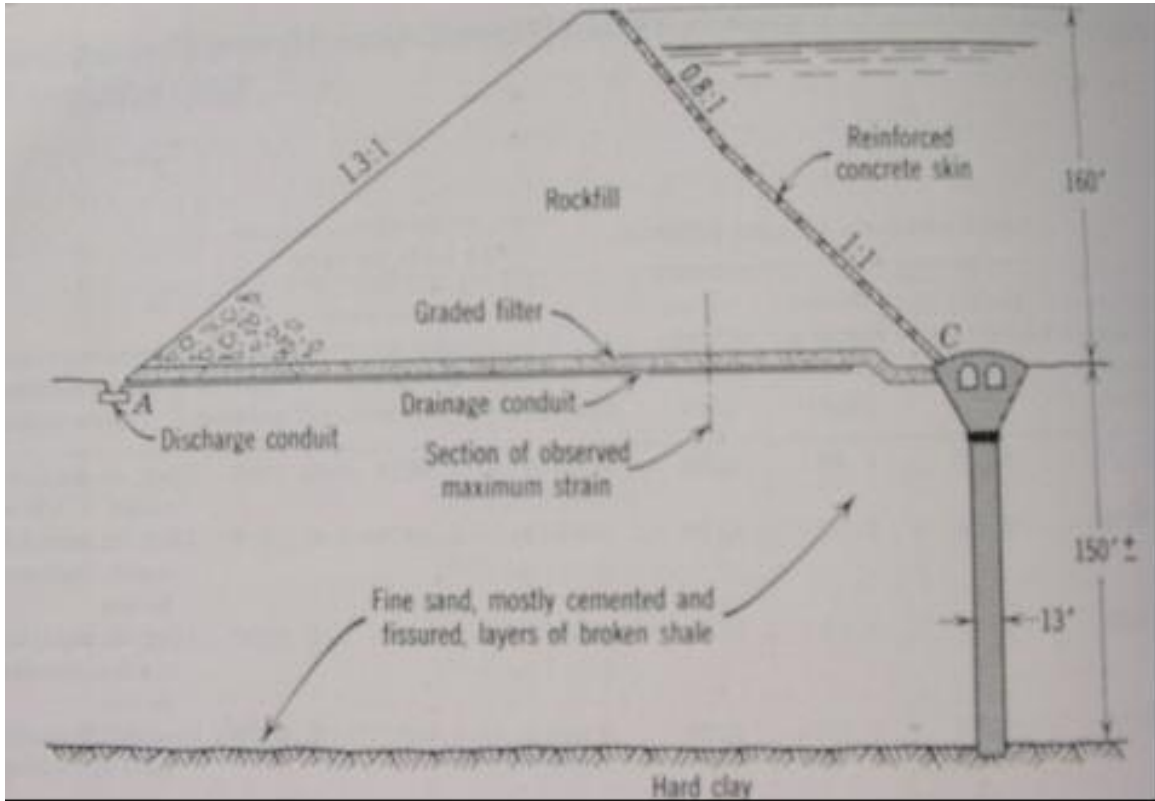 0.8:1
1.3:1
Reinforced
concrete skin
160'
Rockfill
1:1
Graded filter
C
A
Drainage conduit
Discharge conduit
Section of observed
maximum strain
150' ±
Fine sand, mostly cemented and
fissured, layers of broken shale
13'
Hard clay